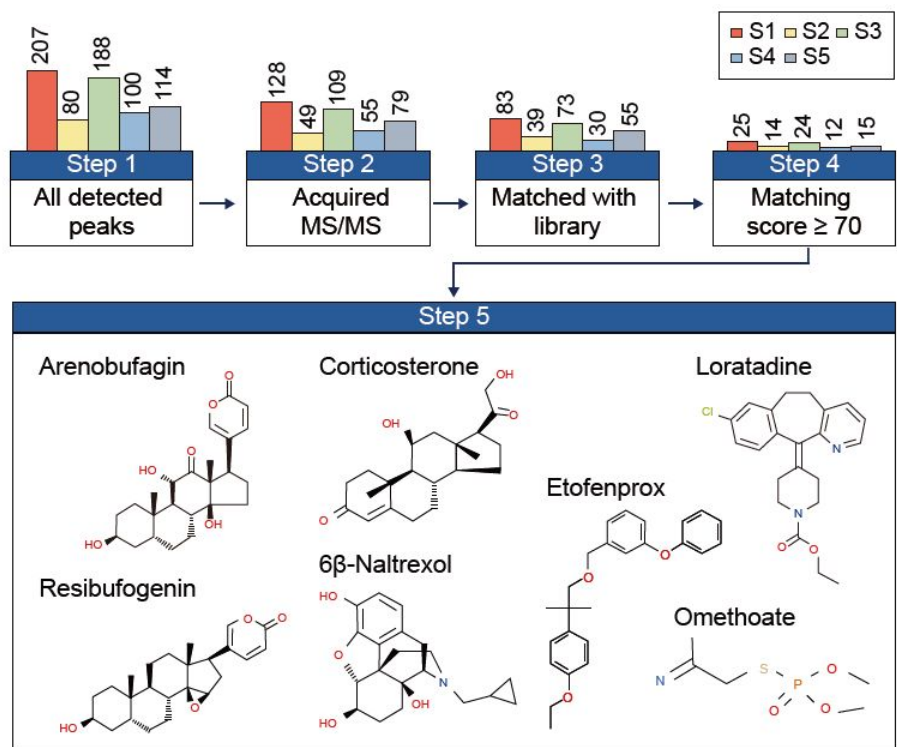 S1 S2 S3
S4 S5
207 80 188 100 114
128 49 109 55 79
83 39 73 30 55
25 14 24 12 15
Step 1
All detected
peaks
Step 2
Acquired
MS/MS
Step 3
Matched with
library
Step 4
Matching
score ≥ 70
Step 5
Arenobufagin
O
O
O
HO
OH
HO
Corticosterone
OH
O
HO
O
Loratadine
Cl
N
N
O
O
Etofenprox
O
O
O
Resibufogenin
O
O
O
HO
6β-Naltrexol
HO
O
N
OH
HO
Omethoate
N
S
P
O
O
O